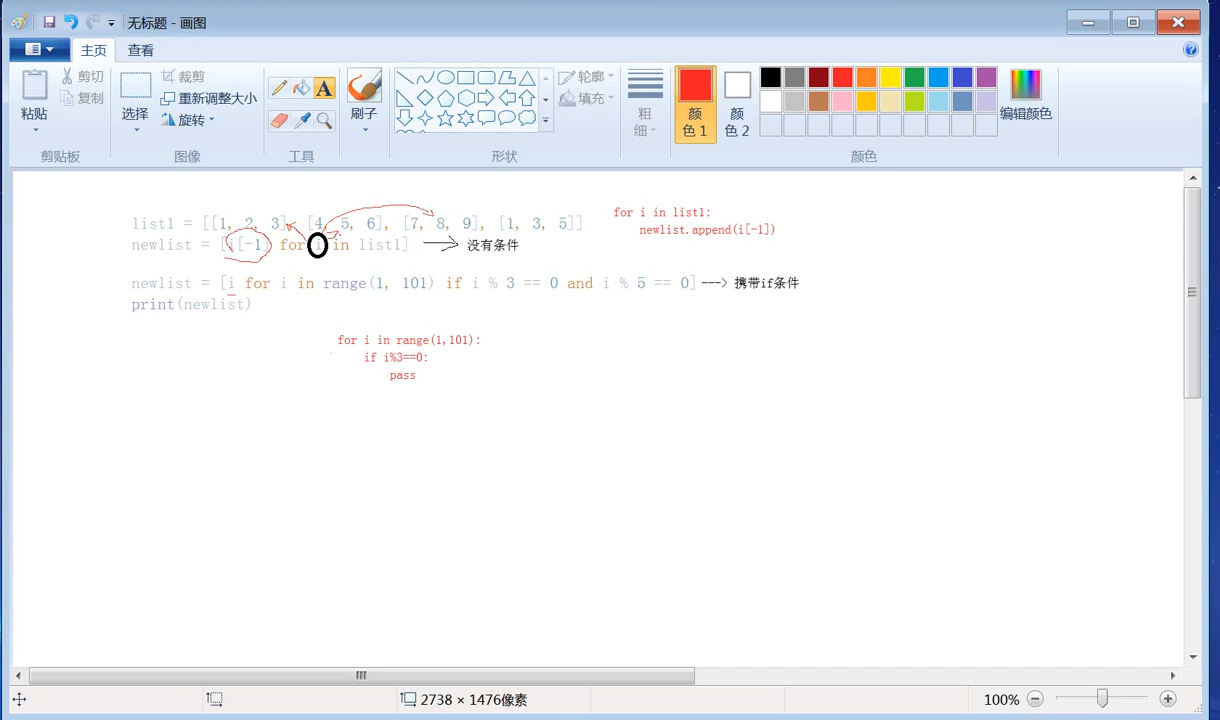 无标题 - 画图
主页 查看
剪切
复制
粘贴
剪贴板
裁剪
重新调整大小
旋转
选择
图像
A
工具
刷子
轮廓
填充
形状
粗细
颜色 1
颜色 2
编辑颜色
颜色
list1 = [[1, 2, 3], [4, 5, 6], [7, 8, 9], [1, 3, 5]]
newlist = [i[-1] for i in list1] 没有条件
for i in list1:
newlist.append(i[-1])
newlist = [i for i in range(1, 101) if i % 3 == 0 and i % 5 == 0] ---> 携带if条件
print(newlist)
for i in range(1,101):
if i%3==0:
pass
2738 × 1476像素
100%